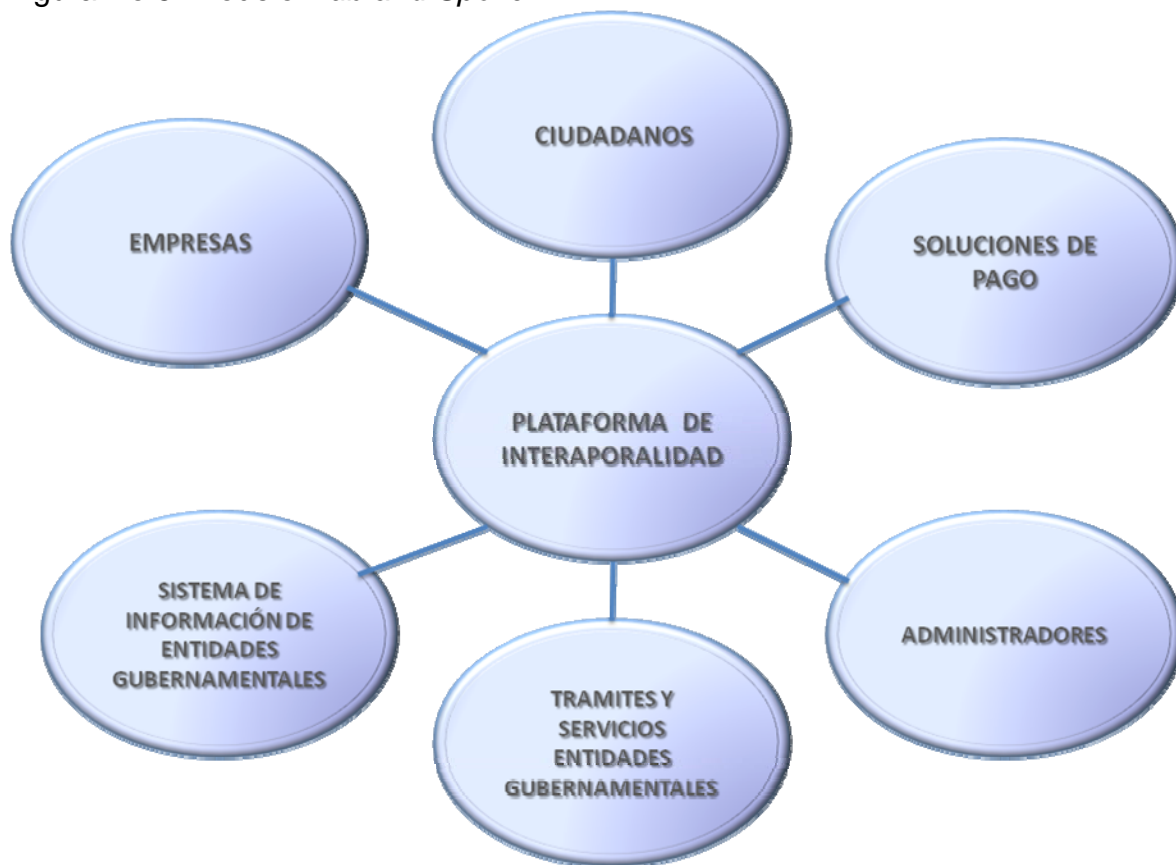 CIUDADANOS
EMPRESAS
SOLUCIONES DE
PAGO
PLATAFORMA DE
INTERAPORALIDAD
SISTEMA DE
INFORMACIÓN DE
ENTIDADES
GUBERNAMENTALES
ADMINISTRADORES
TRAMITES Y
SERVICIOS
ENTIDADES
GUBERNAMENTALES